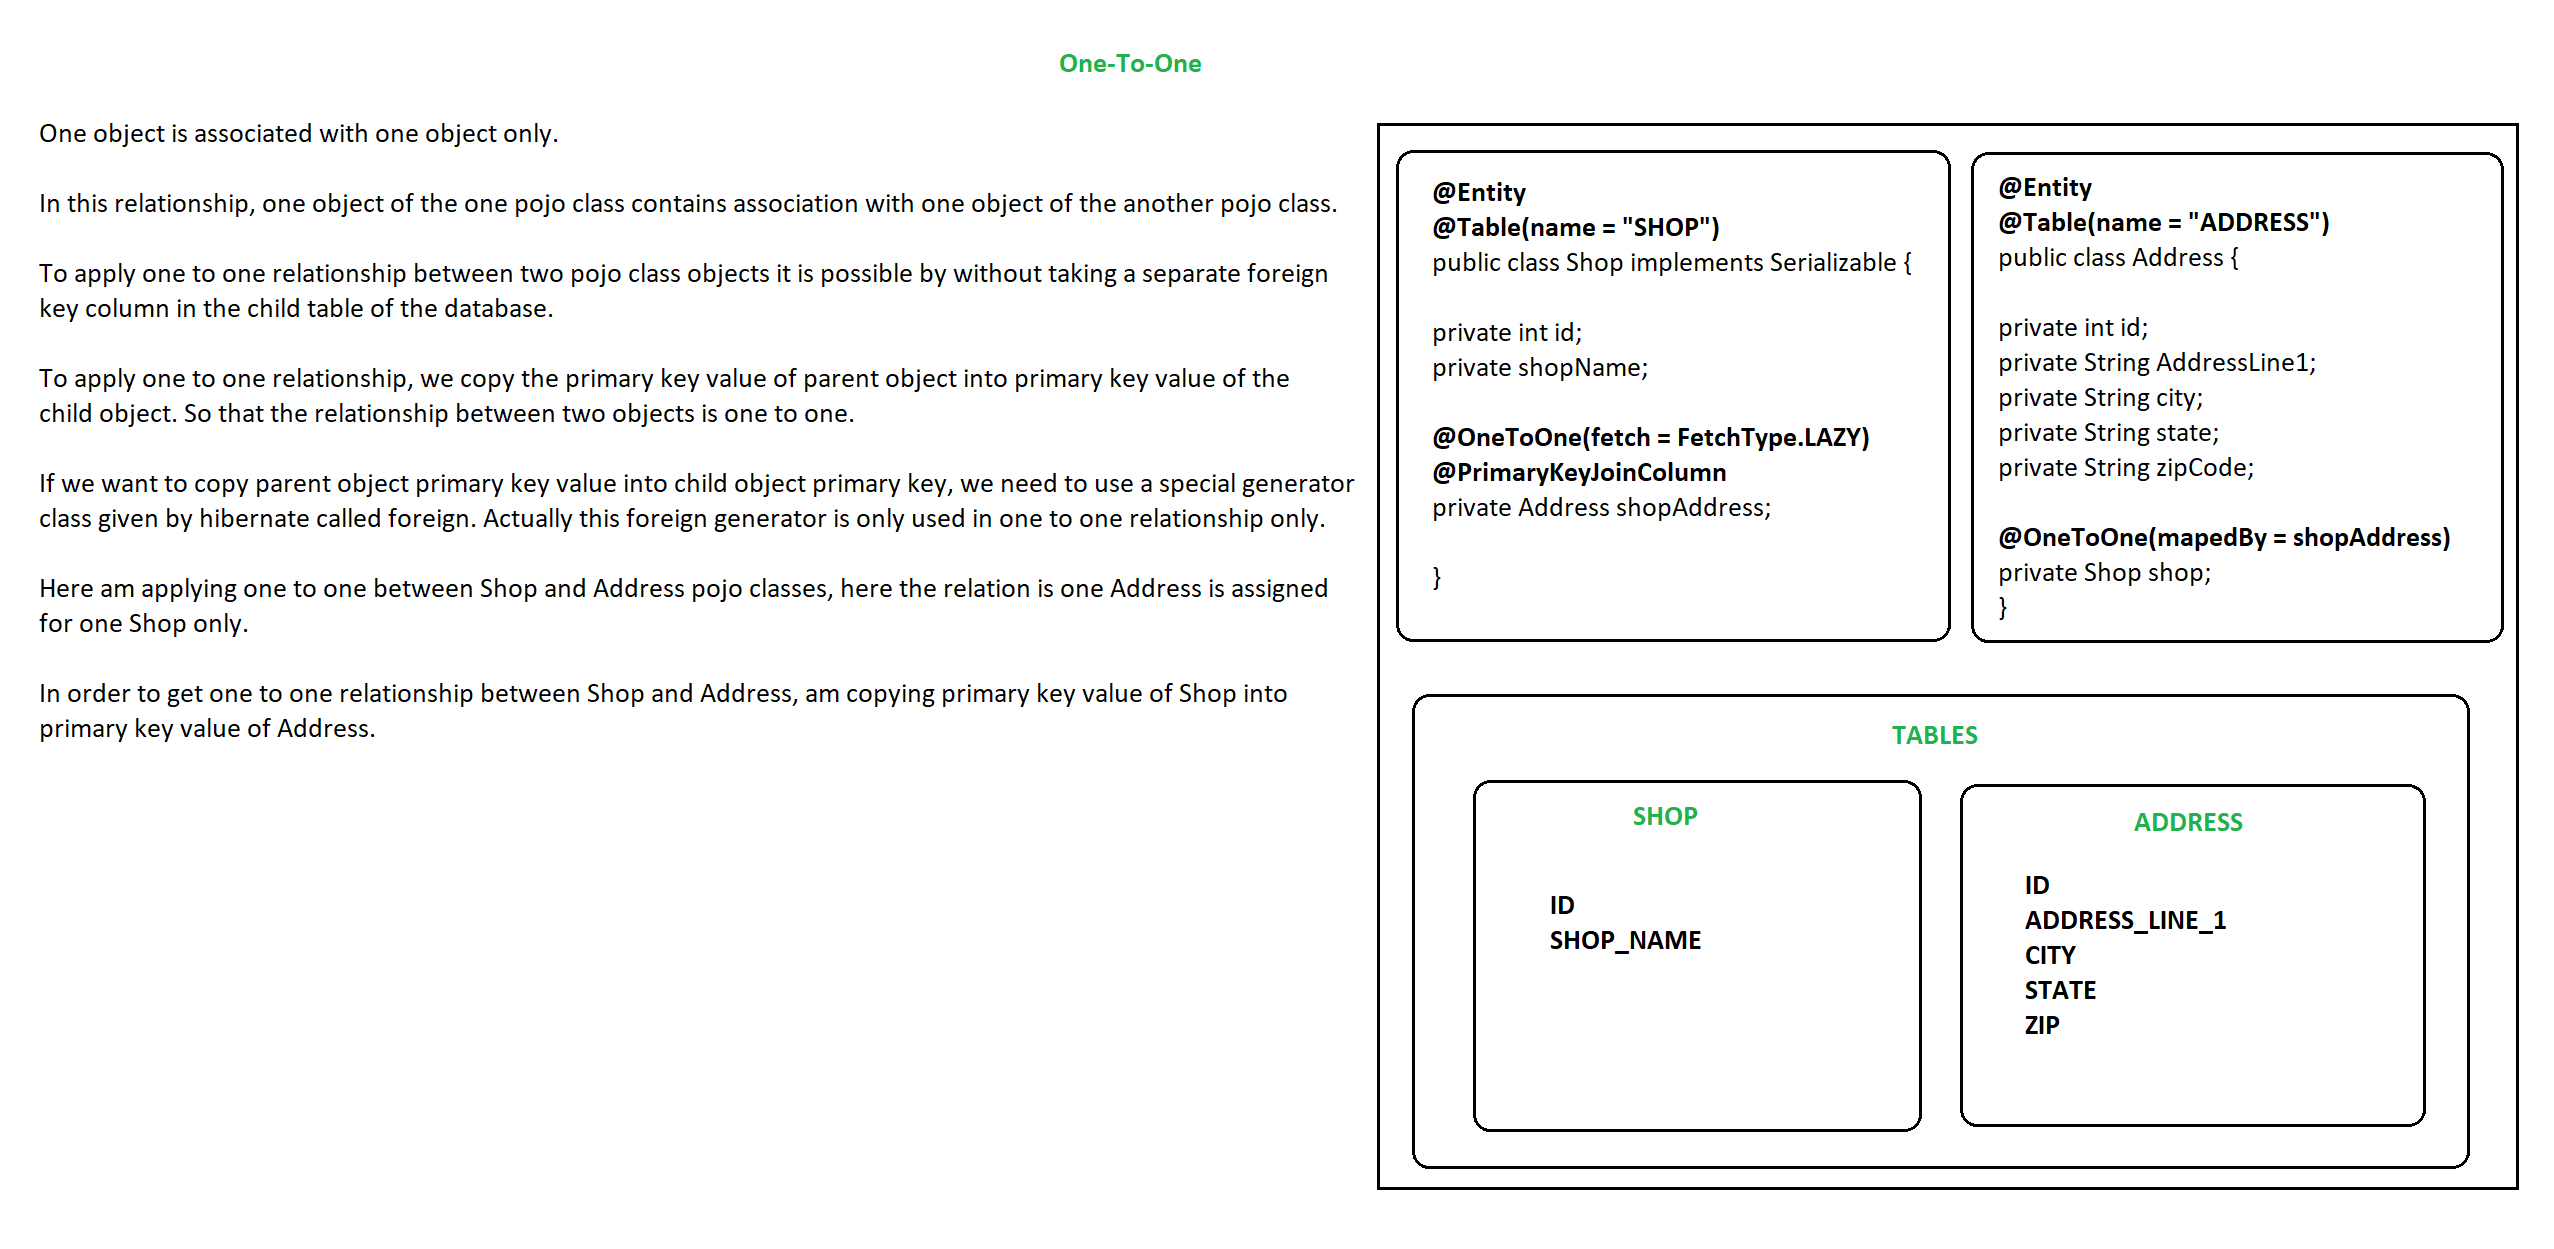 One-To-One
One object is associated with one object only.
In this relationship, one object of the one pojo class contains association with one object of the another pojo class.
To apply one to one relationship between two pojo class objects it is possible by without taking a separate foreign
key column in the child table of the database.
To apply one to one relationship, we copy the primary key value of parent object into primary key value of the
child object. So that the relationship between two objects is one to one.
If we want to copy parent object primary key value into child object primary key, we need to use a special generator
class given by hibernate called foreign. Actually this foreign generator is only used in one to one relationship only.
Here am applying one to one between Shop and Address pojo classes, here the relation is one Address is assigned
for one Shop only.
In order to get one to one relationship between Shop and Address, am copying primary key value of Shop into
primary key value of Address.
@Entity
@Table(name = "SHOP")
public class Shop implements Serializable {
private int id;
private shopName;
@OneToOne(fetch = FetchType.LAZY)
@PrimaryKeyJoinColumn
private Address shopAddress;
}
@Entity
@Table(name = "ADDRESS")
public class Address {
private int id;
private String AddressLine1;
private String city;
private String state;
private String zipCode;
@OneToOne(mapedBy = shopAddress)
private Shop shop;
}
TABLES
SHOP
ID
SHOP_NAME
ADDRESS
ID
ADDRESS_LINE_1
CITY
STATE
ZIP